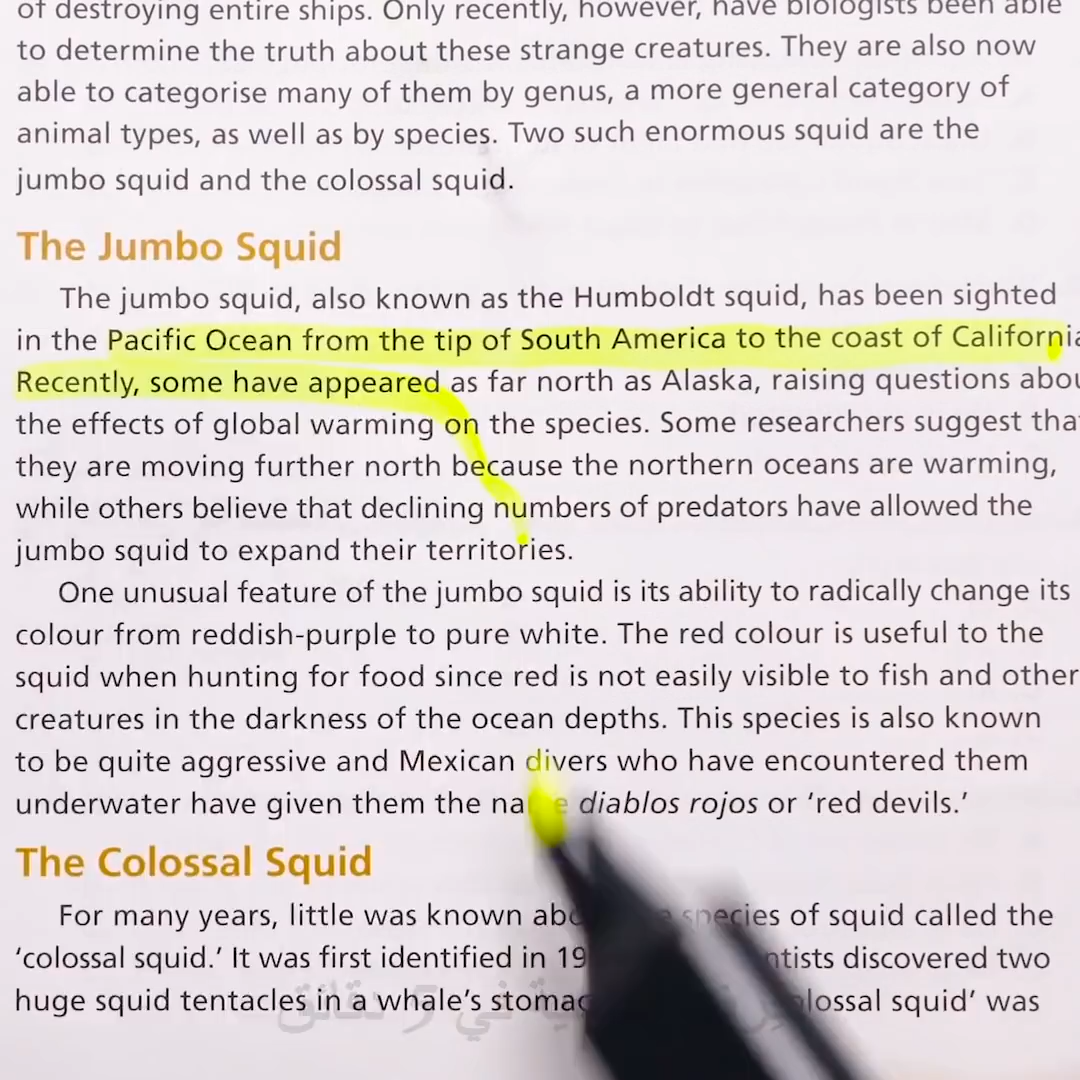 of destroying entire ships. Only recently, however, have biologists been able
to determine the truth about these strange creatures. They are also now
able to categorise many of them by genus, a more general category of
animal types, as well as by species. Two such enormous squid are the
jumbo squid and the colossal squid.
The Jumbo Squid
The jumbo squid, also known as the Humboldt squid, has been sighted
in the Pacific Ocean from the tip of South America to the coast of California
Recently, some have appeared as far north as Alaska, raising questions abou
the effects of global warming on the species. Some researchers suggest tha
they are moving further north because the northern oceans are warming,
while others believe that declining numbers of predators have allowed the
jumbo squid to expand their territories.
One unusual feature of the jumbo squid is its ability to radically change its
colour from reddish-purple to pure white. The red colour is useful to the
squid when hunting for food since red is not easily visible to fish and other
creatures in the darkness of the ocean depths. This species is also known
to be quite aggressive and Mexican divers who have encountered them
underwater have given them the na e diablos rojos or ‘red devils.’
The Colossal Squid
For many years, little was known abo species of squid called the
‘colossal squid.’ It was first identified in 19 ntists discovered two
huge squid tentacles in a whale’s stomac lossal squid’ was
في 5 دقائق